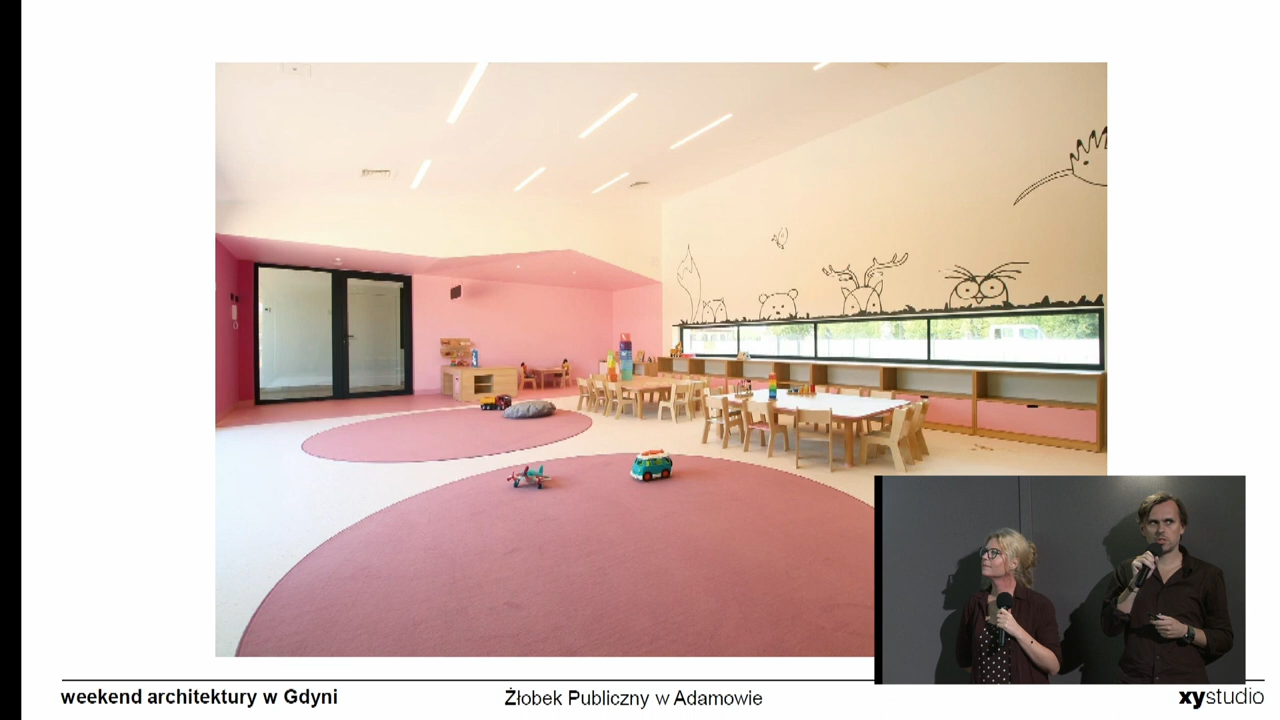 weekend architektury w Gdyni
Żłobek Publiczny w Adamowie
xystudio